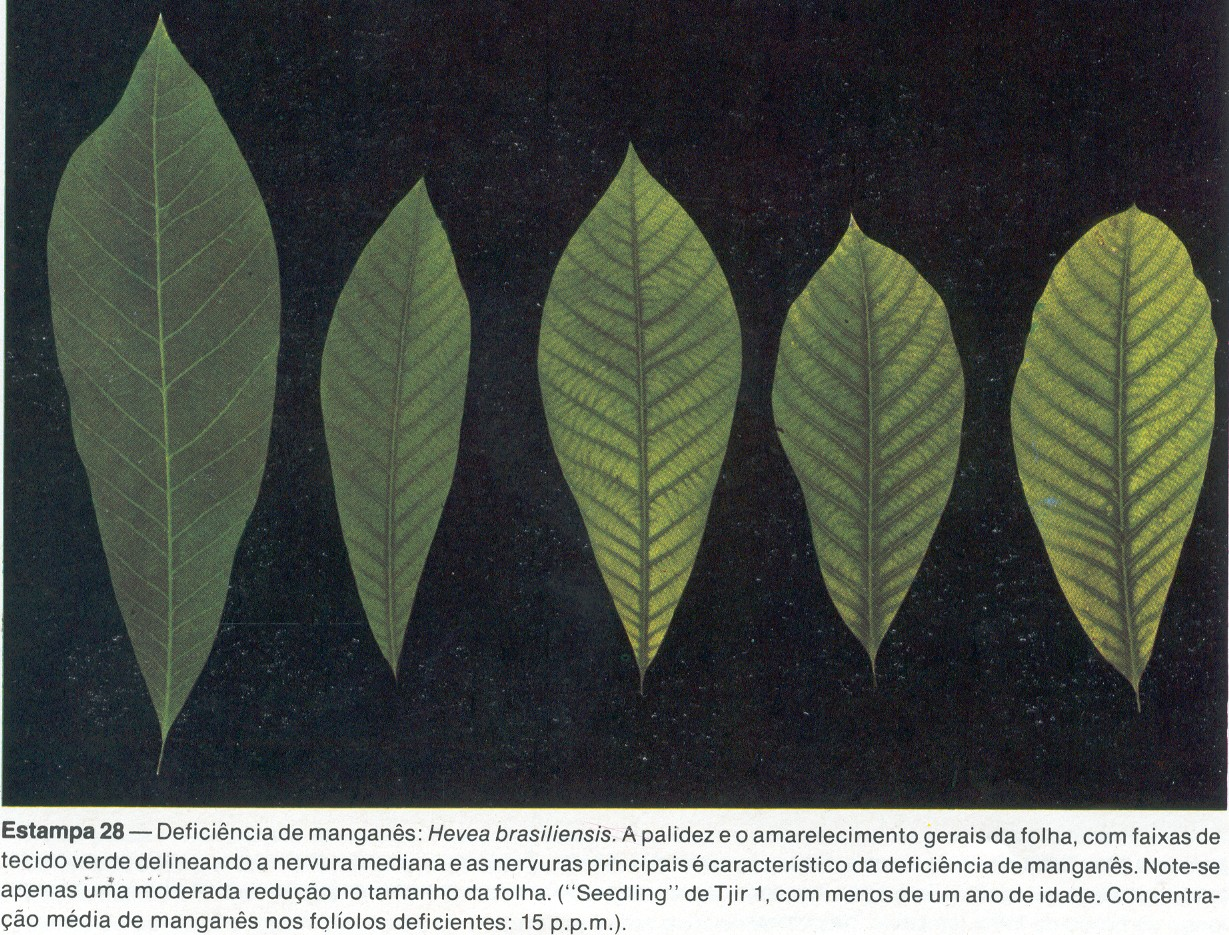 Estampa 28 — Deficiência de manganês: Hevea brasiliensis. A palidez e o amarelecimento gerais da folha, com faixas de
tecido verde delineando a nervura mediana e as nervuras principais é característico da deficiência de manganês. Note-se
apenas uma moderada redução no tamanho da folha. (“Seedling” de Tjir 1, com menos de um ano de idade. Concentra-
ção média de manganês nos folíolos deficientes: 15 p.p.m.).